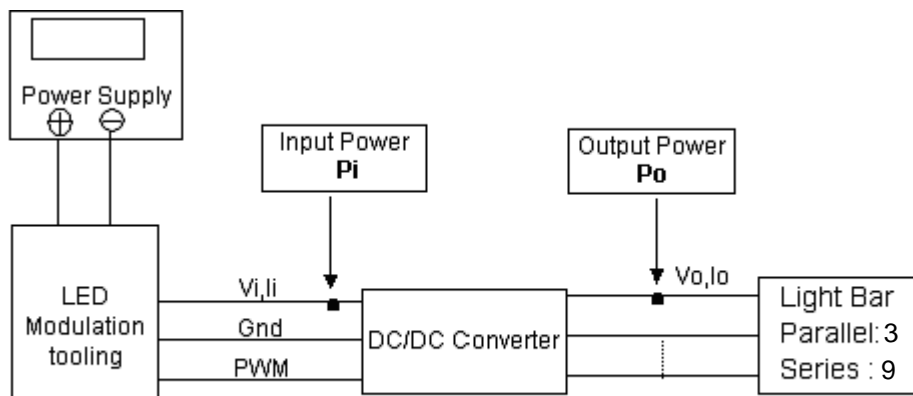 Power Supply
Input Power
Pi
Output Power
Po
Vi,Ii
Vo,Io
LED
Modulation
tooling
Gnd
PWM
DC/DC Converter
Light Bar
Parallel: 3
Series : 9